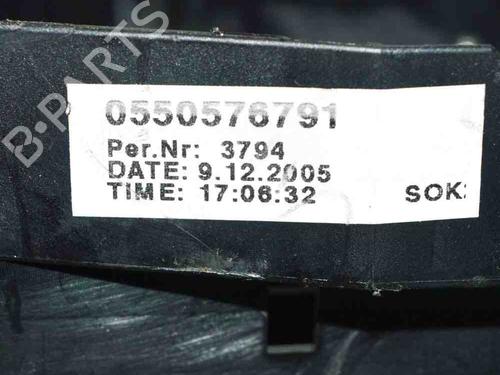 B-PARTS
0550576791
Per.Nr: 3794
DATE: 9.12.2005
TIME: 17:06:32 SOK: